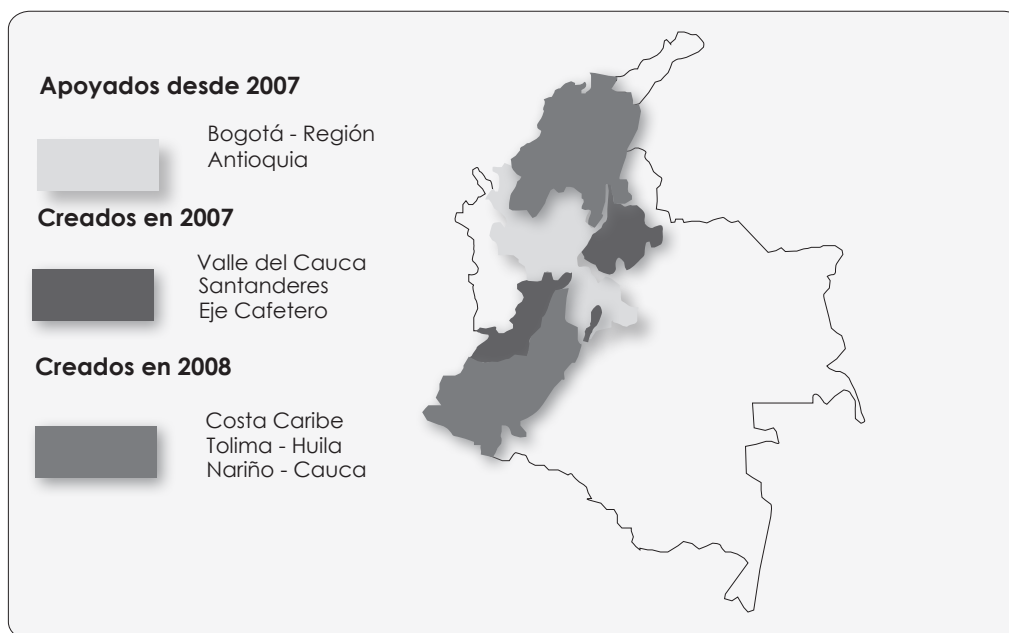 Apoyados desde 2007
Bogotá - Región
Antioquia
Creados en 2007
Valle del Cauca
Santanderes
Eje Cafetero
Creados en 2008
Costa Caribe
Tolima - Huila
Nariño - Cauca